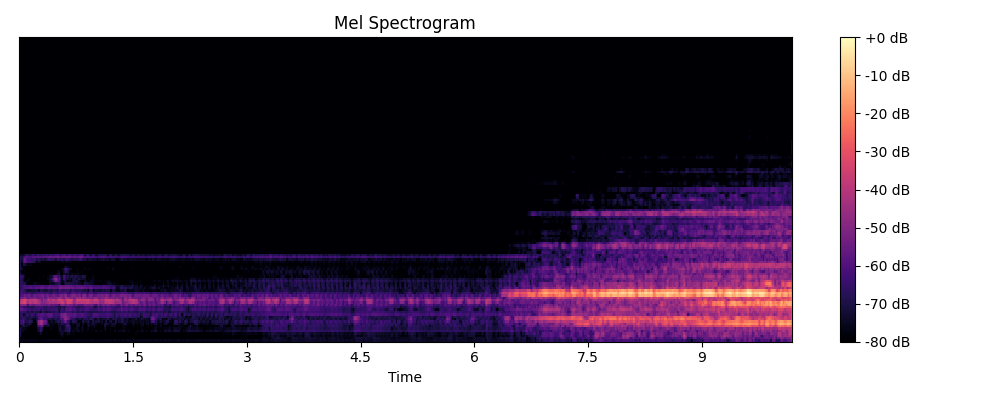 Mel Spectrogram
+0 dB
-10 dB
-20 dB
-30 dB
-40 dB
-50 dB
-60 dB
-70 dB
-80 dB
0 1.5 3 4.5 6 7.5 9
Time